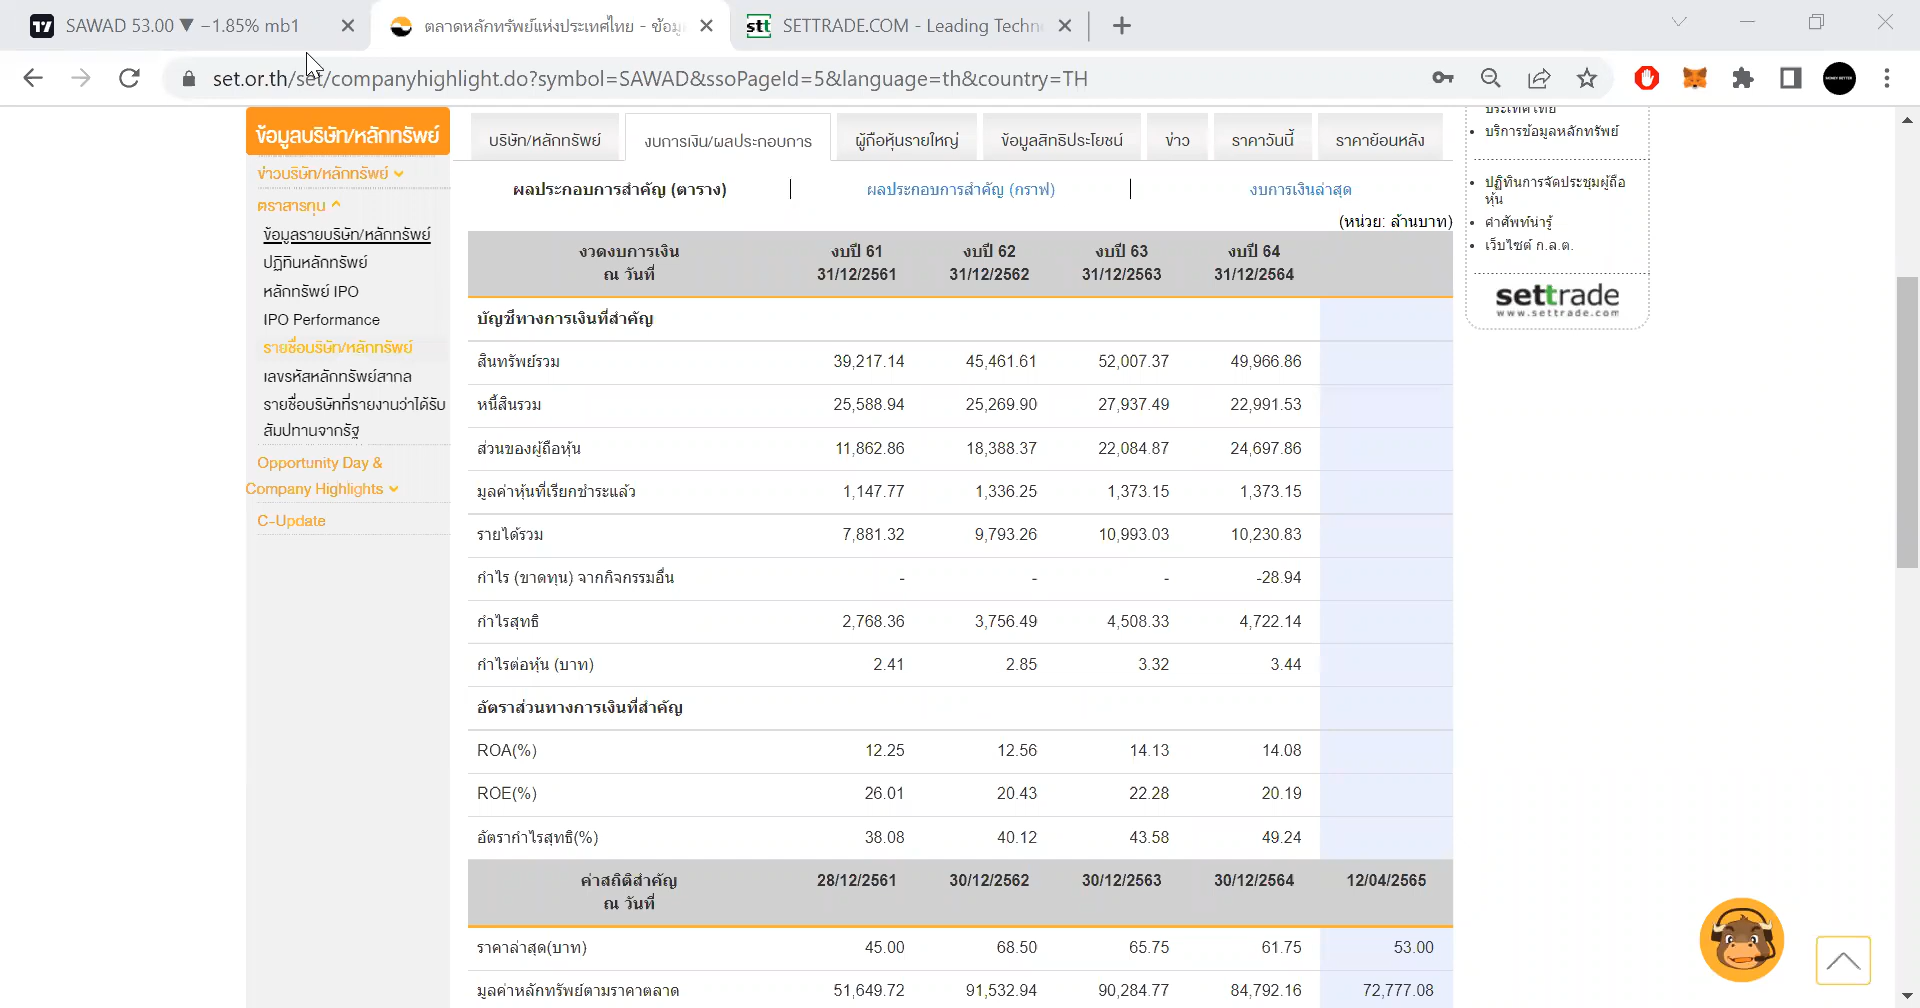 SAWAD 53.00 ▼ −1.85% mb1
ตลาดหลักทรัพย์แห่งประเทศไทย - ข้อมู
stt SETTRADE.COM - Leading Techn
set.or.th/set/companyhighlight.do?symbol=SAWAD&ssoPageId=5&language=th&country=TH
ข้อมูลบริษัท/หลักทรัพย์
ข่าวบริษัท/หลักทรัพย์
ตราสารทุน
ข้อมูลรายบริษัท/หลักทรัพย์
ปฏิทินหลักทรัพย์
หลักทรัพย์ IPO
IPO Performance
รายชื่อบริษัท/หลักทรัพย์
เลขรหัสหลักทรัพย์สากล
รายชื่อบริษัทที่รายงานว่าได้รับ
สัมปทานจากรัฐ
Opportunity Day &
Company Highlights
C-Update
บริษัท/หลักทรัพย์ งบการเงิน/ผลประกอบการ ผู้ถือหุ้นรายใหญ่ ข้อมูลสิทธิประโยชน์ ข่าว ราคาวันนี้ ราคาย้อนหลัง
ผลประกอบการสำคัญ (ตาราง) | ผลประกอบการสำคัญ (กราฟ) | งบการเงินล่าสุด
(หน่วย: ล้านบาท)
งวดงบการเงิน งบปี 61 งบปี 62 งบปี 63 งบปี 64
ณ วันที่ 31/12/2561 31/12/2562 31/12/2563 31/12/2564
บัญชีทางการเงินที่สำคัญ
สินทรัพย์รวม 39,217.14 45,461.61 52,007.37 49,966.86
หนี้สินรวม 25,588.94 25,269.90 27,937.49 22,991.53
ส่วนของผู้ถือหุ้น 11,862.86 18,388.37 22,084.87 24,697.86
มูลค่าหุ้นที่เรียกชำระแล้ว 1,147.77 1,336.25 1,373.15 1,373.15
รายได้รวม 7,881.32 9,793.26 10,993.03 10,230.83
กำไร (ขาดทุน) จากกิจกรรมอื่น - - - -28.94
กำไรสุทธิ 2,768.36 3,756.49 4,508.33 4,722.14
กำไรต่อหุ้น (บาท) 2.41 2.85 3.32 3.44
อัตราส่วนทางการเงินที่สำคัญ
ROA(%) 12.25 12.56 14.13 14.08
ROE(%) 26.01 20.43 22.28 20.19
อัตรากำไรสุทธิ(%) 38.08 40.12 43.58 49.24
ค่าสถิติสำคัญ 28/12/2561 30/12/2562 30/12/2563 30/12/2564 12/04/2565
ณ วันที่
ราคาล่าสุด(บาท) 45.00 68.50 65.75 61.75 53.00
มูลค่าหลักทรัพย์ตามราคาตลาด 51,649.72 91,532.94 90,284.77 84,792.16 72,777.08
ประเทศไทย
บริการข้อมูลหลักทรัพย์
ปฏิทินการจัดประชุมผู้ถือ
หุ้น
คำศัพท์น่ารู้
เว็บไซต์ ก.ล.ต.
settrade
www.settrade.com